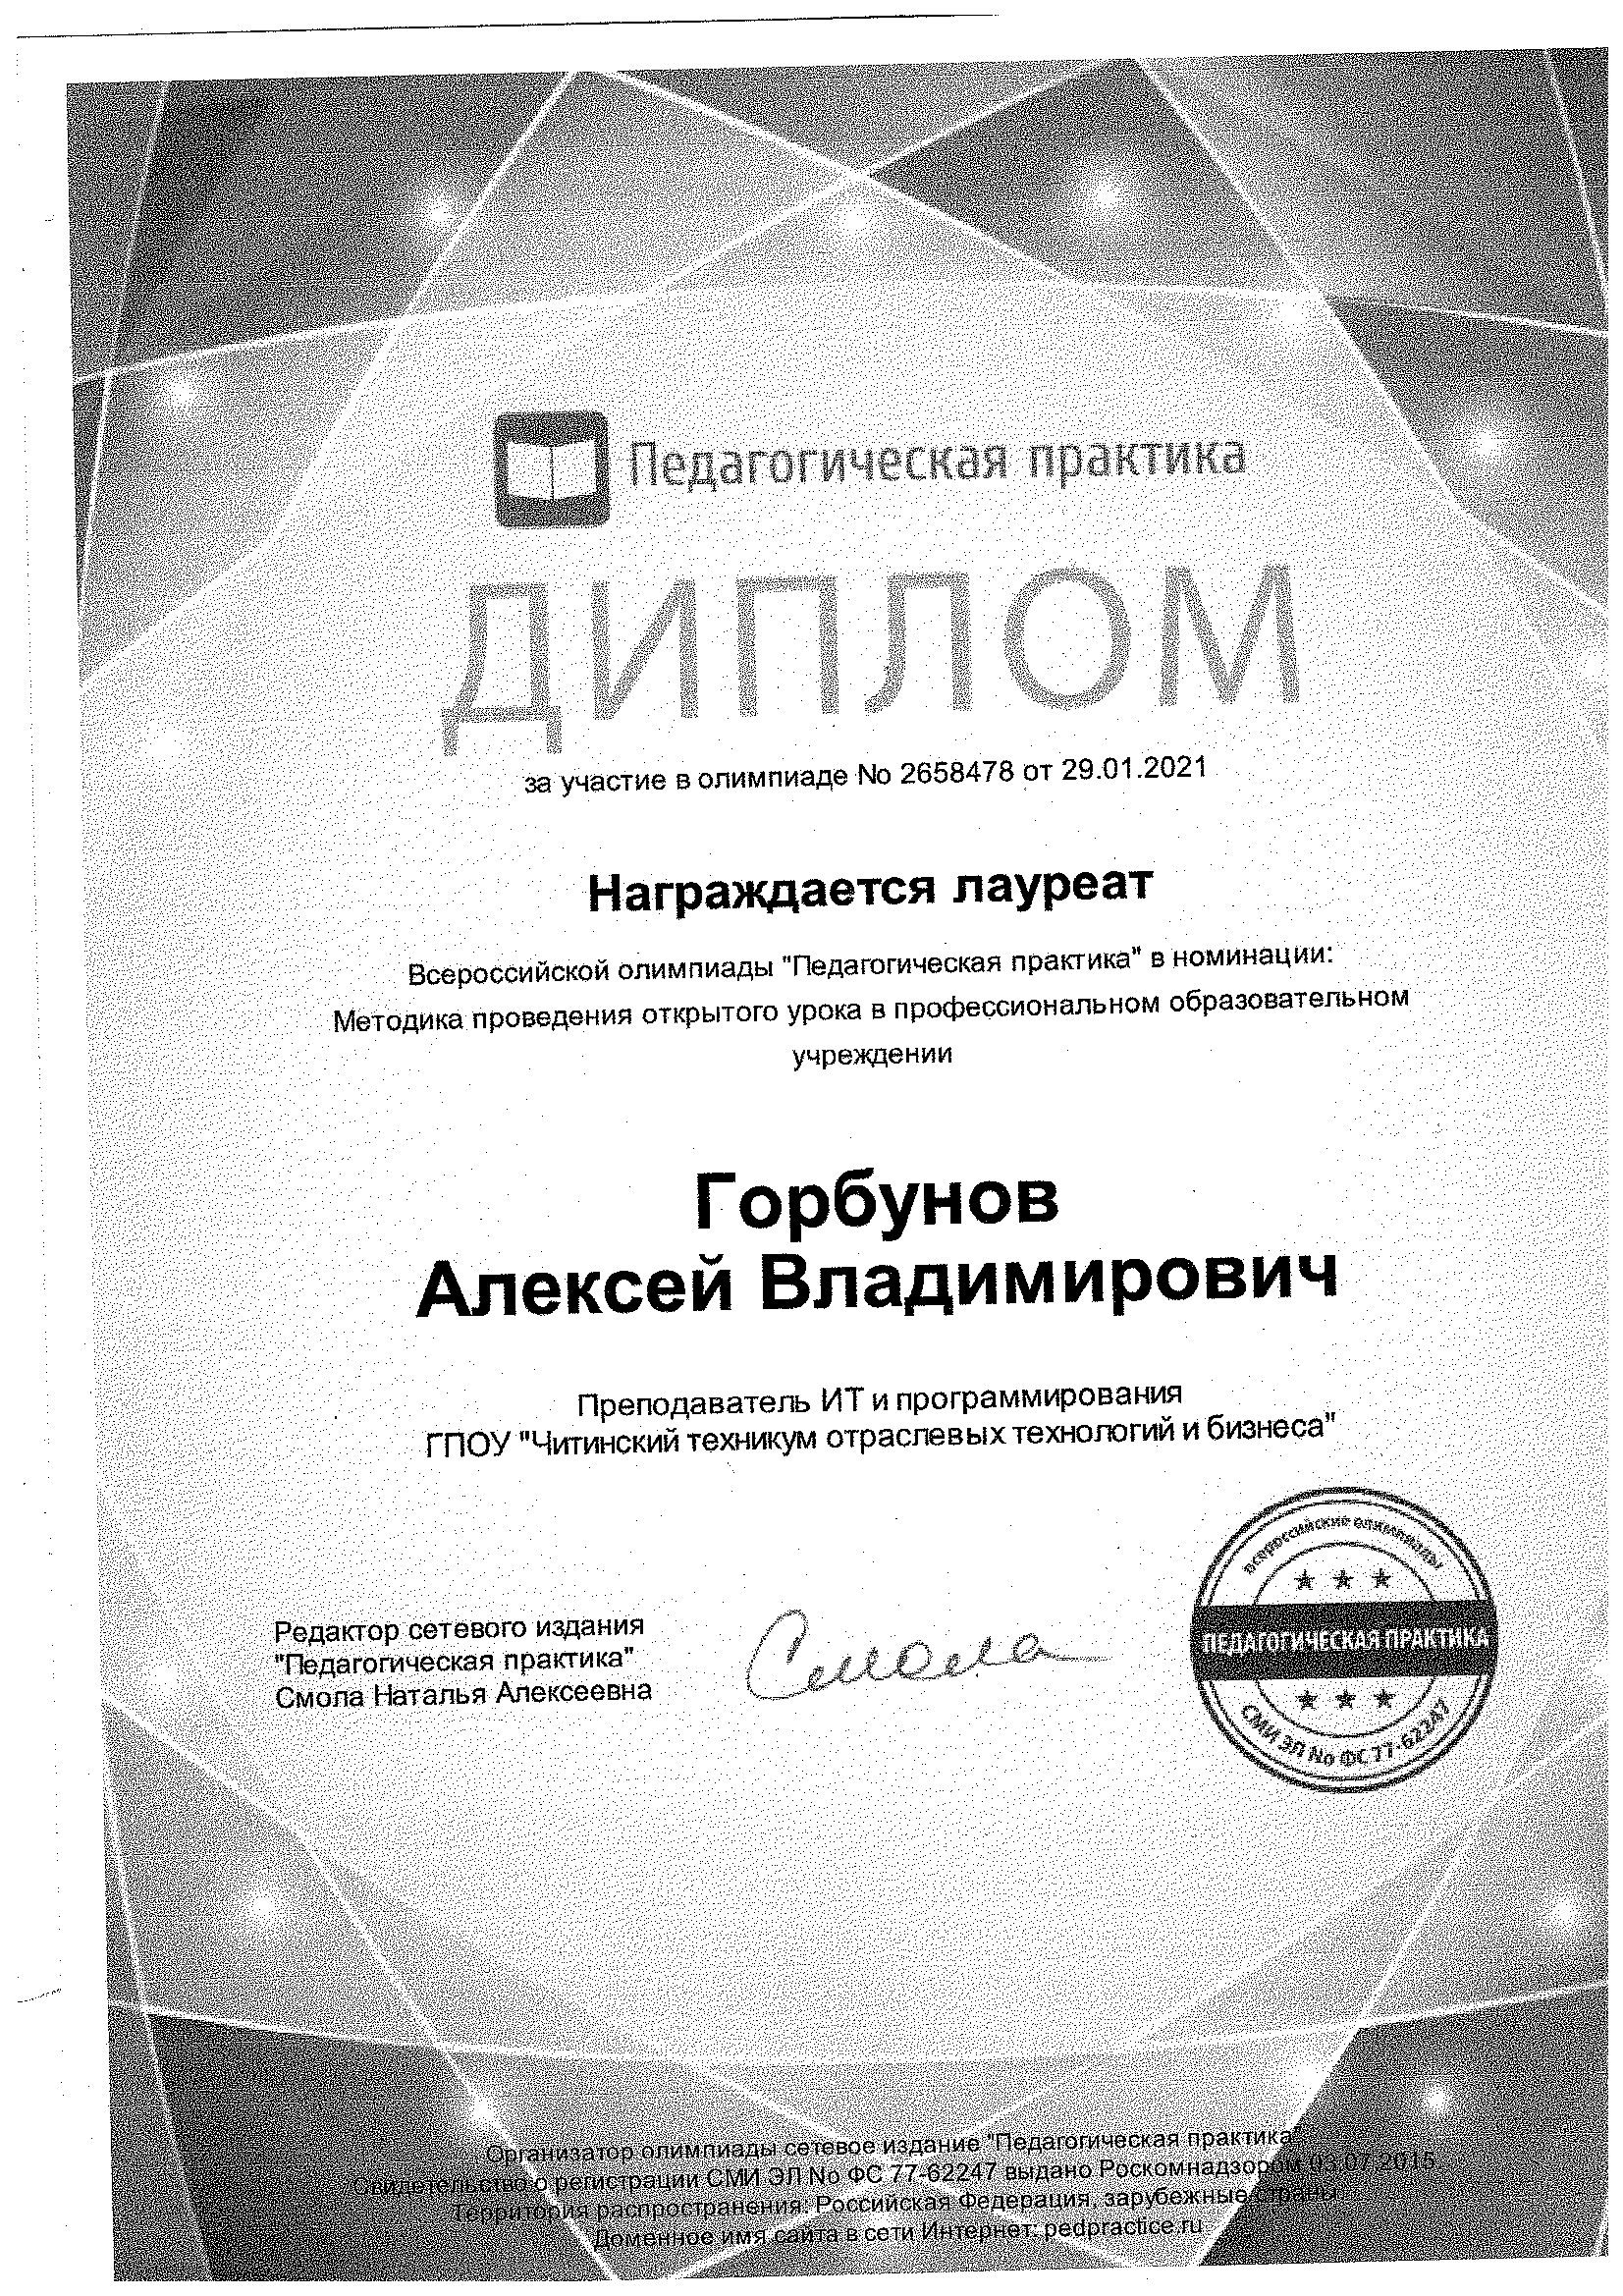 Педагогическая практика
ДИПЛОМ
за участие в олимпиаде No 2658478 от 29.01.2021
Награждается лауреат
Всероссийской олимпиады "Педагогическая практика" в номинации:
Методика проведения открытого урока в профессиональном образовательном
учреждении
Горбунов
Алексей Владимирович
Преподаватель ИТ и программирования
ГПОУ "Читинский техникум отраслевых технологий и бизнеса"
Редактор сетевого издания
"Педагогическая практика"
Смола Наталья Алексеевна
Смола
всероссийские олимпиады
ПЕДАГОГИЧЕСКАЯ ПРАКТИКА
СМИ ЭЛ No ФС 77-62247
Организатор олимпиады сетевое издание "Педагогическая практика"
Свидетельство о регистрации СМИ ЭЛ No ФС 77-62247 выдано Роскомнадзором 03.07.2015
Территория распространения: Российская Федерация, зарубежные страны
Доменное имя сайта в сети Интернет: pedpractice.ru